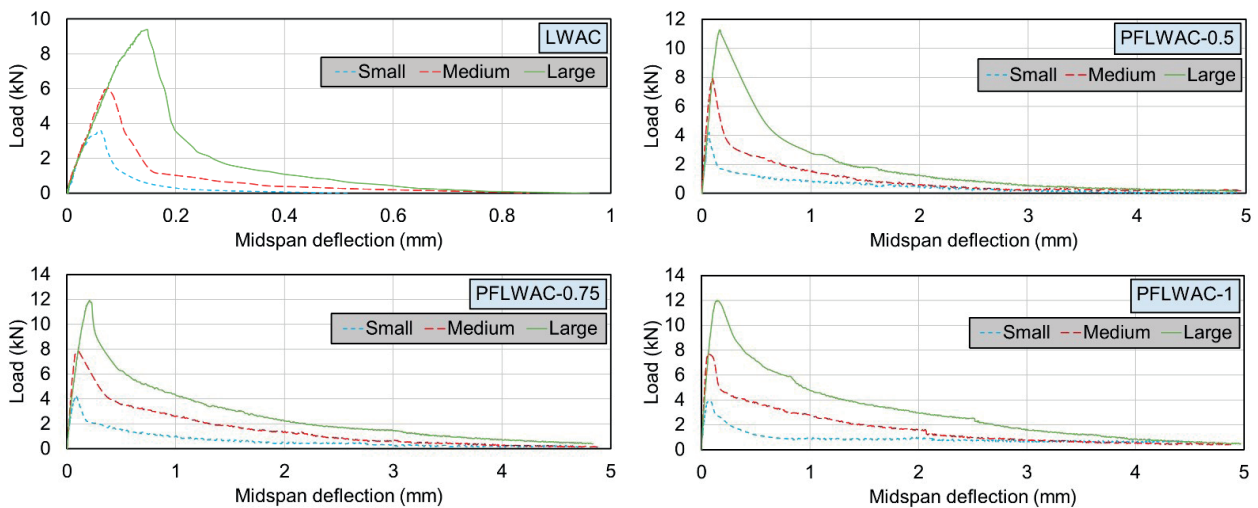 LWAC
Small Medium Large
Load (kN)
10
8
6
4
2
0
0 0.2 0.4 0.6 0.8 1
Midspan deflection (mm)
PFLWAC-0.5
Small Medium Large
Load (kN)
12
10
8
6
4
2
0
0 1 2 3 4 5
Midspan deflection (mm)
PFLWAC-0.75
Small Medium Large
Load (kN)
14
12
10
8
6
4
2
0
0 1 2 3 4 5
Midspan deflection (mm)
PFLWAC-1
Small Medium Large
Load (kN)
14
12
10
8
6
4
2
0
0 1 2 3 4 5
Midspan deflection (mm)